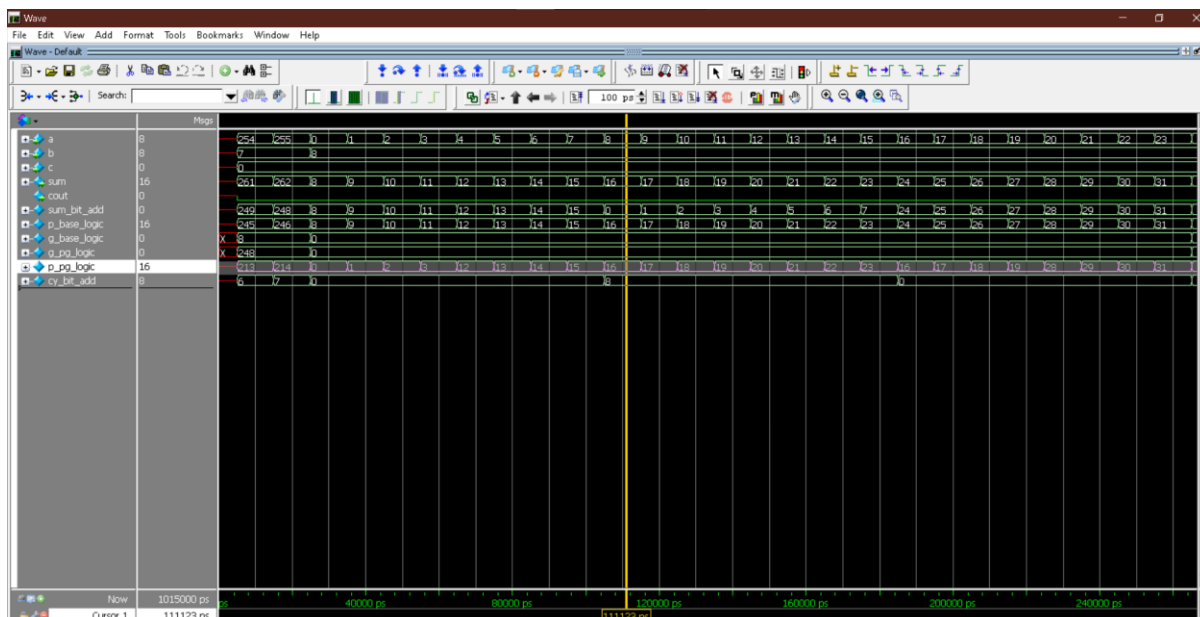 Wave
File Edit View Add Format Tools Bookmarks Window Help
Wave - Default
Search:
100 ps
Msgs
a 8 254 255 0 1 2 3 4 5 6 7 8 9 10 11 12 13 14 15 16 17 18 19 20 21 22 23
b 8 7 8
c 0 0
sum 16 261 262 8 9 10 11 12 13 14 15 16 17 18 19 20 21 22 23 24 25 26 27 28 29 30 31
cout 0
sum_bit_add 0 249 248 8 9 10 11 12 13 14 15 0 1 2 3 4 5 6 7 24 25 26 27 28 29 30 31
p_base_logic 16 245 246 8 9 10 11 12 13 14 15 16 17 18 19 20 21 22 23 24 25 26 27 28 29 30 31
g_base_logic 0 X 8 0
g_pg_logic 0 X 248 0
p_pg_logic 16 213 214 0 1 2 3 12 13 14 15 16 17 18 19 20 21 22 23 16 17 18 19 28 29 30 31
cy_bit_add 8 6 7 0 8 0
Now 1015000 ps ps 40000 ps 80000 ps 120000 ps 160000 ps 200000 ps 240000 ps
Cursor 1 111123 ps 111123 ps